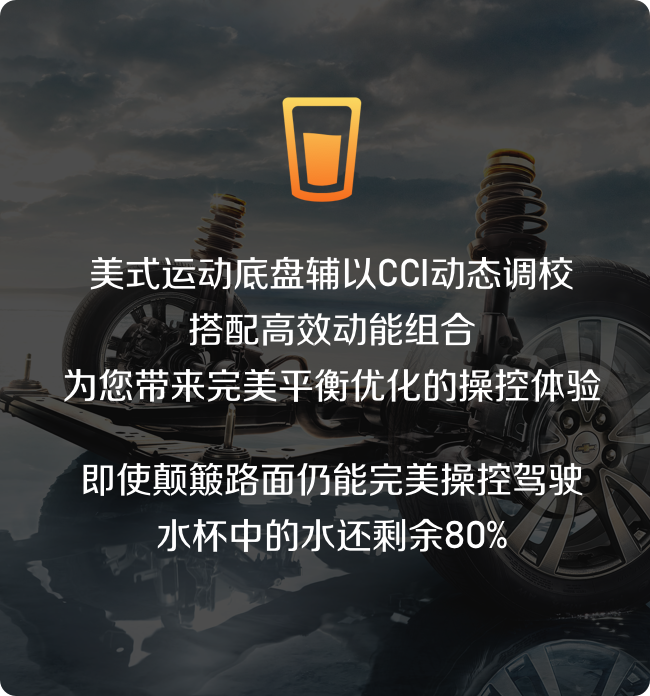 美式运动底盘辅以CCI动态调校
搭配高效动能组合
为您带来完美平衡优化的操控体验
即使颠簸路面仍能完美操控驾驶
水杯中的水还剩余80%